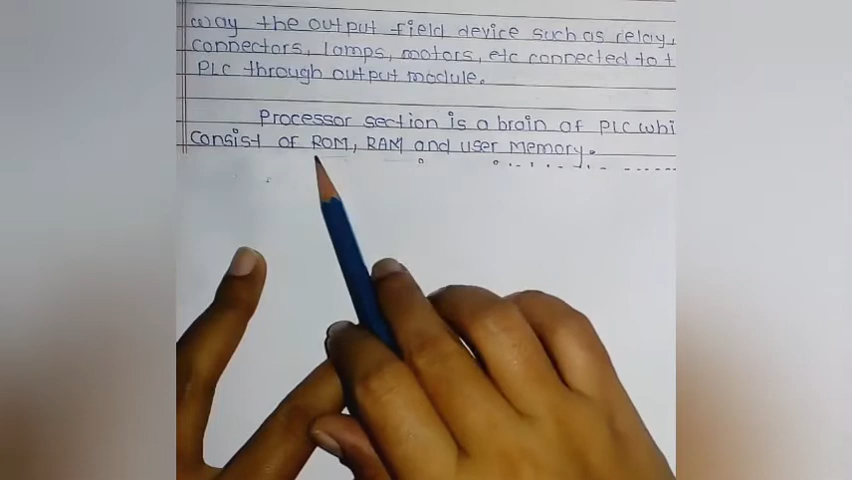 way the output field device such as relay,
connectors, lamps, motors, etc connected to t
PLC through output module.
Processor section is a brain of PLC whi
consist of ROM, RAM and user memory.